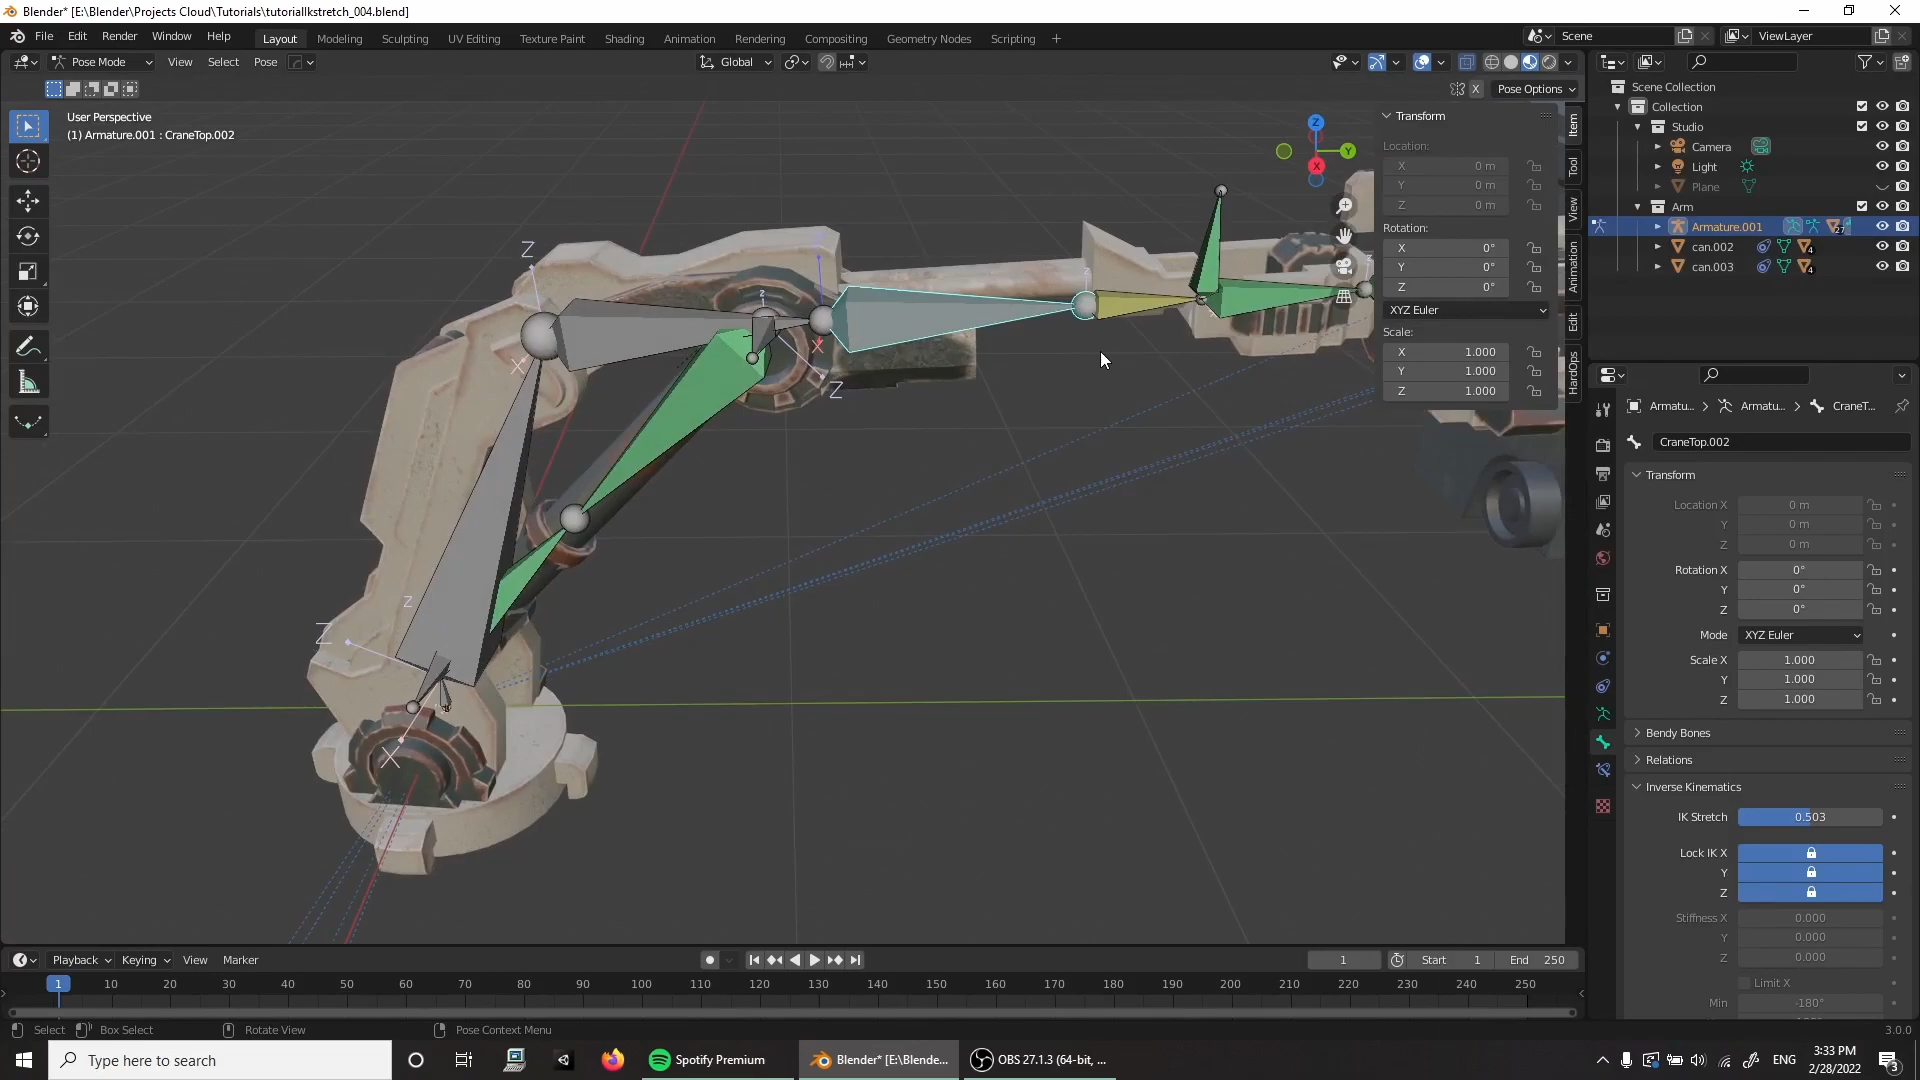 Blender* [E:\Blender\Projects Cloud\Tutorials\tutorialIkstretch_004.blend]
File Edit Render Window Help Layout Modeling Sculpting UV Editing Texture Paint Shading Animation Rendering Compositing Geometry Nodes Scripting + Scene ViewLayer
Pose Mode View Select Pose Global
X Pose Options
User Perspective
(1) Armature.001 : CraneTop.002
Z
Y
X
Transform
Location:
X 0 m
Y 0 m
Z 0 m
Rotation:
X 0°
Y 0°
Z 0°
XYZ Euler
Scale:
X 1.000
Y 1.000
Z 1.000
Item
Tool
View
Animation
Edit
HardOps
Scene Collection
Collection
Studio
Camera
Light
Plane
Arm
Armature.001 27
can.002 4
can.003 4
Z
z
X
X
Z
Z
Z
X
Armatu... Armatu... CraneT...
CraneTop.002
Transform
Location X 0 m
Y 0 m
Z 0 m
Rotation X 0°
Y 0°
Z 0°
Mode XYZ Euler
Scale X 1.000
Y 1.000
Z 1.000
Bendy Bones
Relations
Inverse Kinematics
IK Stretch 0.503
Lock IK X
Y
Z
Stiffness X 0.000
Y 0.000
Z 0.000
Limit X
Min -180°
Playback Keying View Marker 1 Start 1 End 250
1 10 20 30 40 50 60 70 80 90 100 110 120 130 140 150 160 170 180 190 200 210 220 230 240 250
Select Box Select Rotate View Pose Context Menu 3.0.0
Type here to search Spotify Premium Blender* [E:\Blende... OBS 27.1.3 (64-bit, ... ENG 3:33 PM
2/28/2022 3